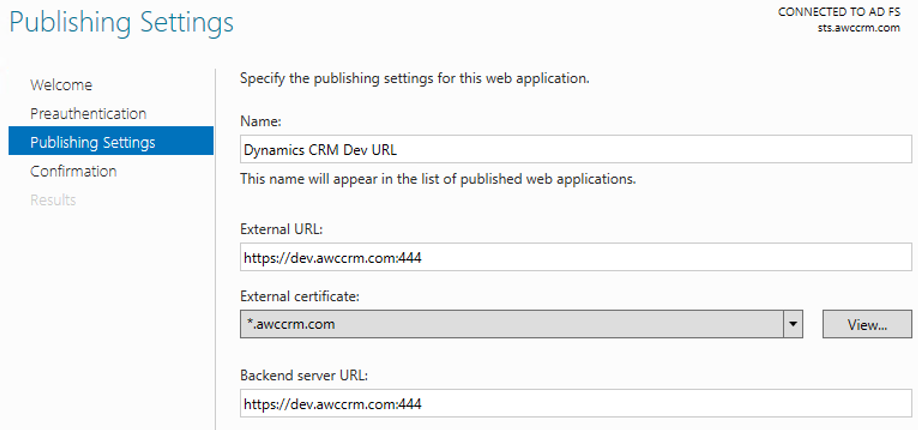 Publishing Settings
CONNECTED TO AD FS
sts.awccrm.com
Welcome
Preauthentication
Publishing Settings
Confirmation
Results
Specify the publishing settings for this web application.
Name:
Dynamics CRM Dev URL
This name will appear in the list of published web applications.
External URL:
https://dev.awccrm.com:444
External certificate:
*.awccrm.com
View...
Backend server URL:
https://dev.awccrm.com:444